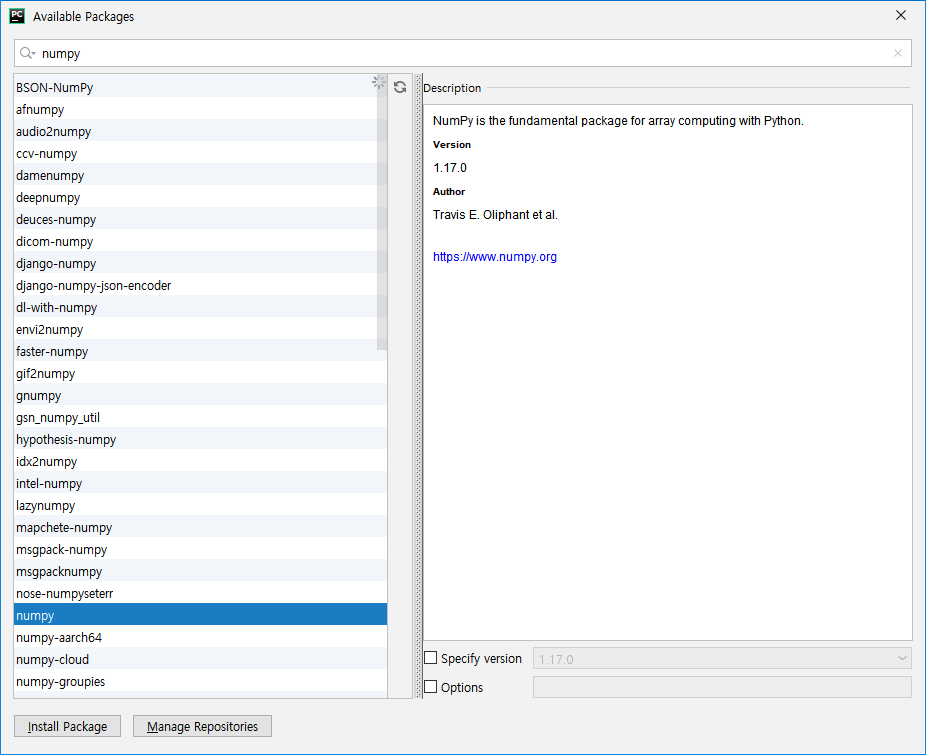 PC
Available Packages
numpy
BSON-NumPy
afnumpy
audio2numpy
ccv-numpy
damenumpy
deepnumpy
deuces-numpy
dicom-numpy
django-numpy
django-numpy-json-encoder
dl-with-numpy
envi2numpy
faster-numpy
gif2numpy
gnumpy
gsn_numpy_util
hypothesis-numpy
idx2numpy
intel-numpy
lazynumpy
mapchete-numpy
msgpack-numpy
msgpacknumpy
nose-numpyseterr
numpy
numpy-aarch64
numpy-cloud
numpy-groupies
Description
NumPy is the fundamental package for array computing with Python.
Version
1.17.0
Author
Travis E. Oliphant et al.
https://www.numpy.org
Specify version
1.17.0
Options
Install Package
Manage Repositories